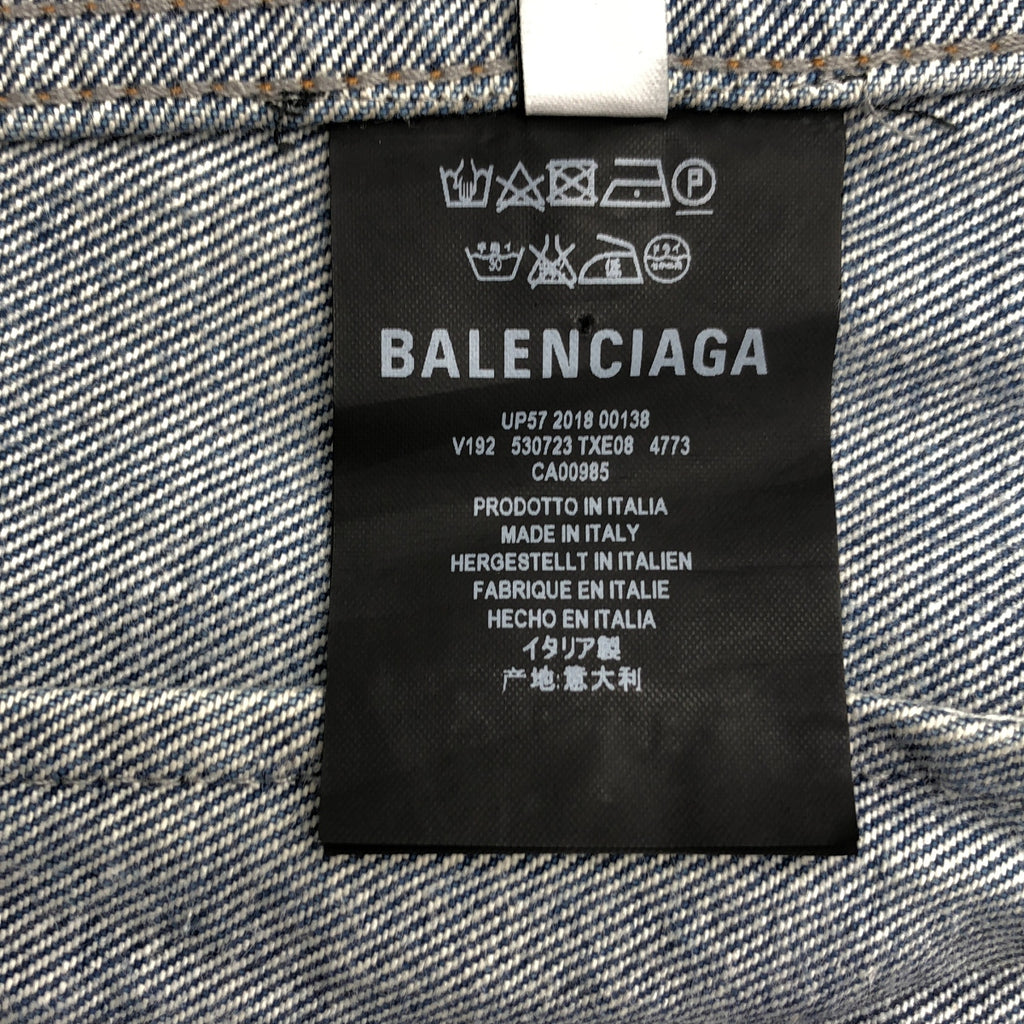 P
30
BALENCIAGA
UP57 2018 00138
V192 530723 TXE08 4773
CA00985
PRODOTTO IN ITALIA
MADE IN ITALY
HERGESTELLT IN ITALIEN
FABRIQUE EN ITALIE
HECHO EN ITALIA
イタリア製
产地:意大利